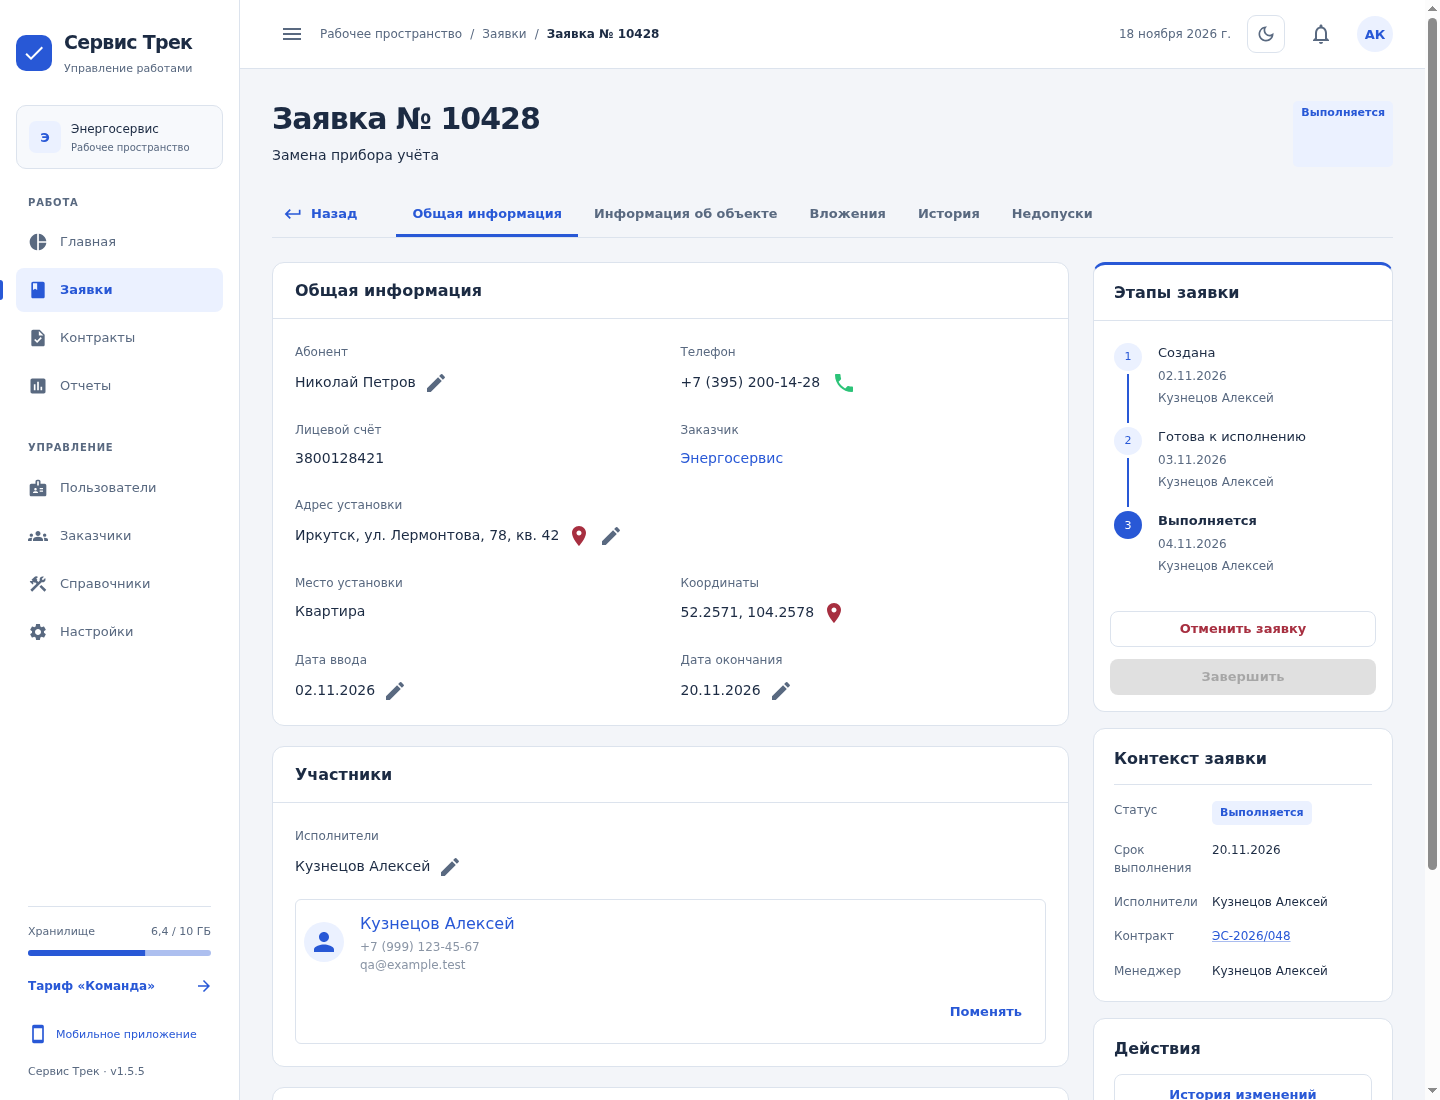 Сервис Трек
Управление работами
Э
Энергосервис
Рабочее пространство
РАБОТА
Главная
Заявки
Контракты
Отчеты
УПРАВЛЕНИЕ
Пользователи
Заказчики
Справочники
Настройки
Хранилище 6,4 / 10 ГБ
Тариф «Команда»
Мобильное приложение
Сервис Трек · v1.5.5
Рабочее пространство / Заявки / Заявка № 10428
18 ноября 2026 г.
АК
Заявка № 10428
Замена прибора учёта
Выполняется
Назад
Общая информация
Информация об объекте
Вложения
История
Недопуски
Общая информация
Абонент
Николай Петров
Телефон
+7 (395) 200-14-28
Лицевой счёт
3800128421
Заказчик
Энергосервис
Адрес установки
Иркутск, ул. Лермонтова, 78, кв. 42
Место установки
Квартира
Координаты
52.2571, 104.2578
Дата ввода
02.11.2026
Дата окончания
20.11.2026
Участники
Исполнители
Кузнецов Алексей
Кузнецов Алексей
+7 (999) 123-45-67
qa@example.test
Поменять
Этапы заявки
1
Создана
02.11.2026
Кузнецов Алексей
2
Готова к исполнению
03.11.2026
Кузнецов Алексей
3
Выполняется
04.11.2026
Кузнецов Алексей
Отменить заявку
Завершить
Контекст заявки
Статус Выполняется
Срок
выполнения
20.11.2026
Исполнители Кузнецов Алексей
Контракт ЭС-2026/048
Менеджер Кузнецов Алексей
Действия
История изменений